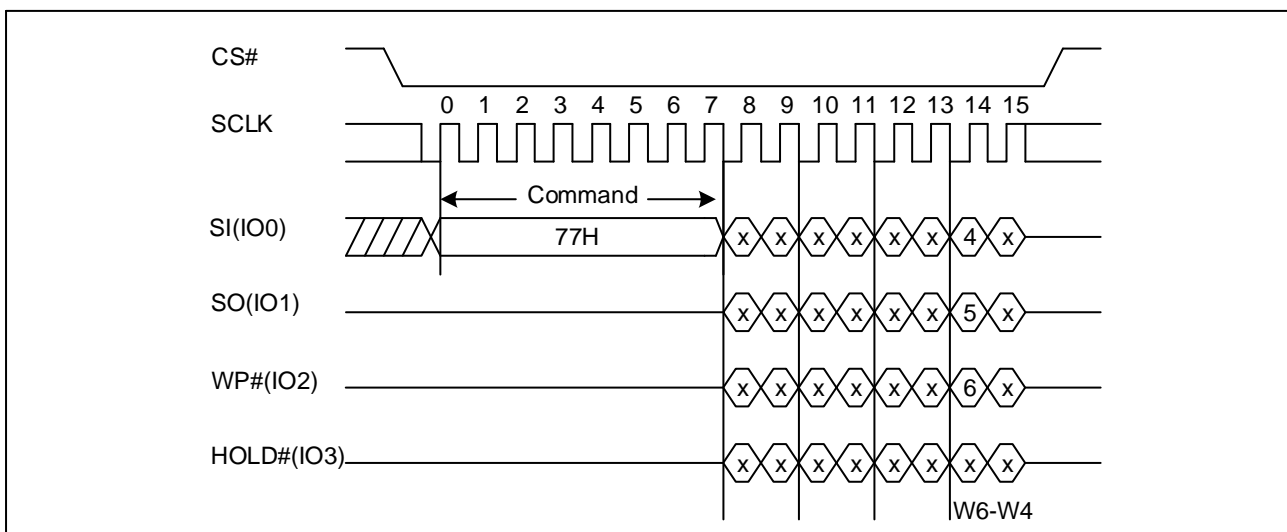 CS#
0 1 2 3 4 5 6 7 8 9 10 11 12 13 14 15
SCLK
Command
SI(IO0) 77H x x x x x x 4 x
SO(IO1) x x x x x x 5 x
WP#(IO2) x x x x x x 6 x
HOLD#(IO3) x x x x x x x x
W6-W4